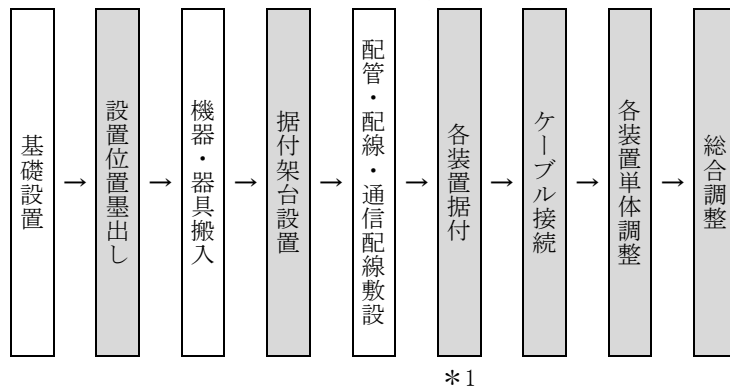 基礎設置
→
設置位置墨出し
→
機器・器具搬入
→
据付架台設置
→
配管・配線・通信配線敷設
→
各装置据付
→
ケーブル接続
→
各装置単体調整
→
総合調整
＊1